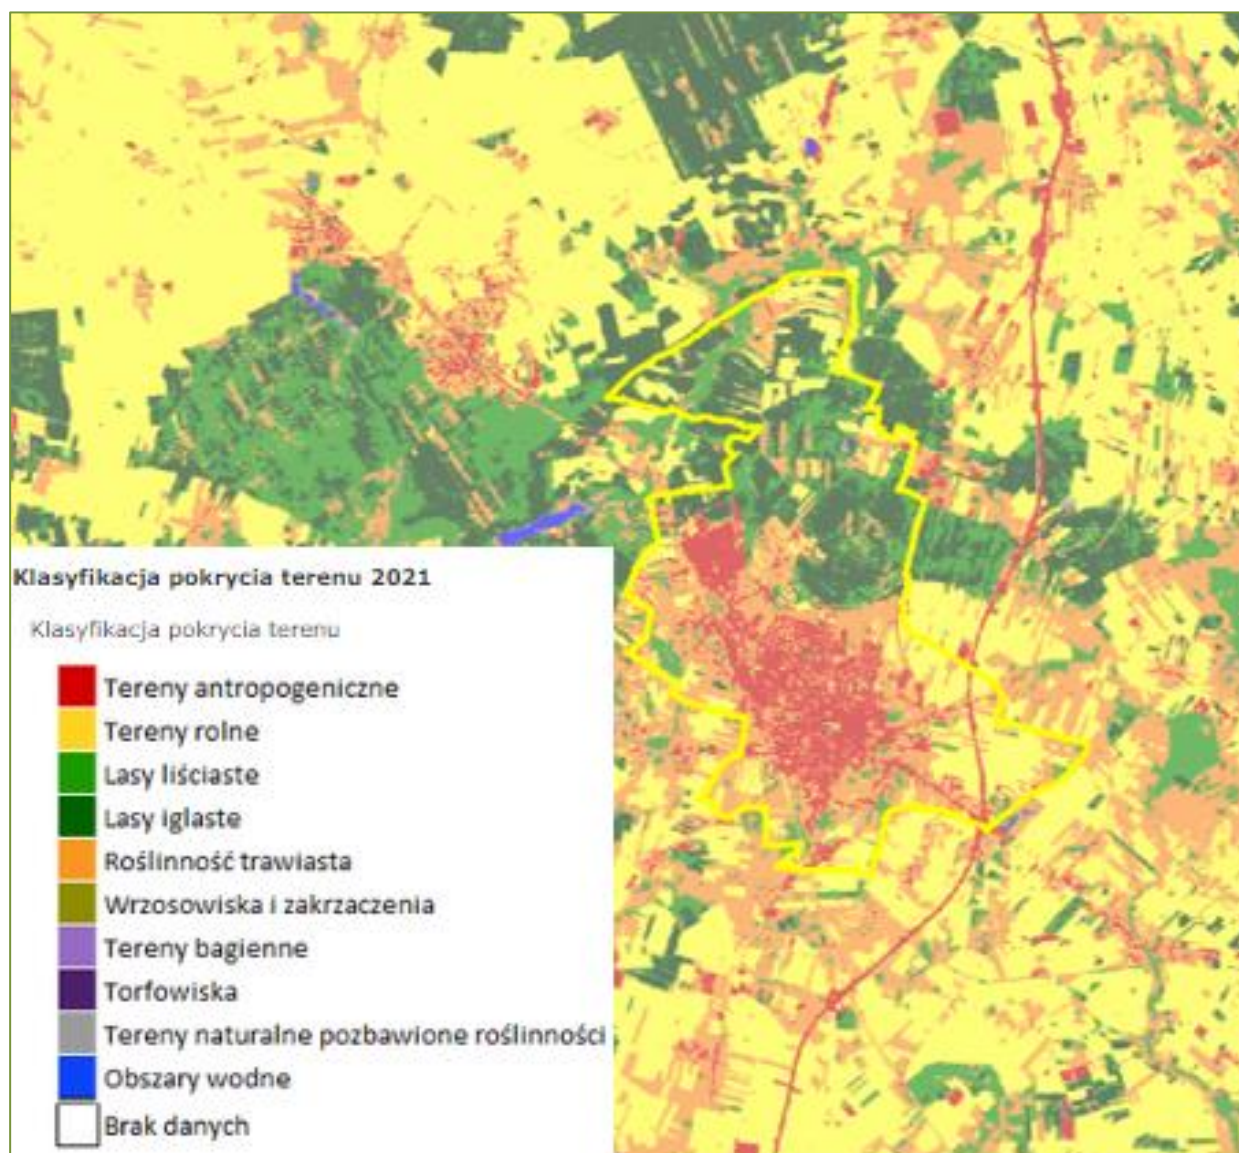 Klasyfikacja pokrycia terenu 2021
Klasyfikacja pokrycia terenu
Tereny antropogeniczne
Tereny rolne
Lasy liściaste
Lasy iglaste
Roślinność trawiasta
Wrzosowiska i zakrzaczenia
Tereny bagienne
Torfowiska
Tereny naturalne pozbawione roślinności
Obszary wodne
Brak danych